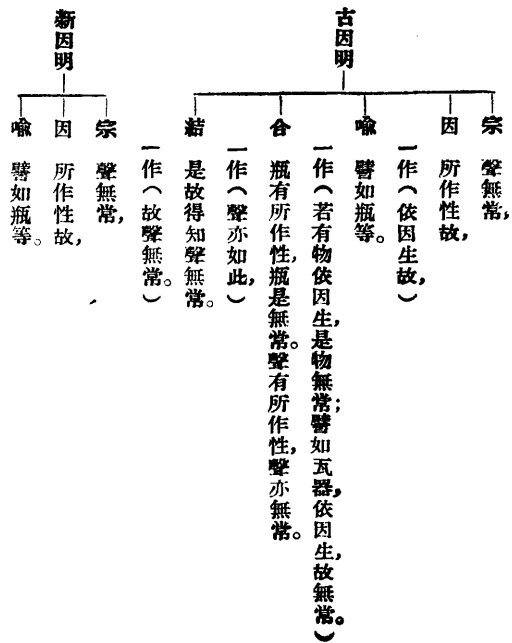 古因明
宗 聲無常,
因 所作性故,
一作(依因生故,)
喩 譬如瓶等。
一作(若有物依因生,是物無常;譬如瓦器,依因生,故無常。)
合 瓶有所作性,瓶是無常。聲有所作性,聲亦無常。
一作(聲亦如此,)
結 是故得知聲無常。
一作(故聲無常。)
新因明
宗 聲無常,
因 所作性故,
喩 譬如瓶等。